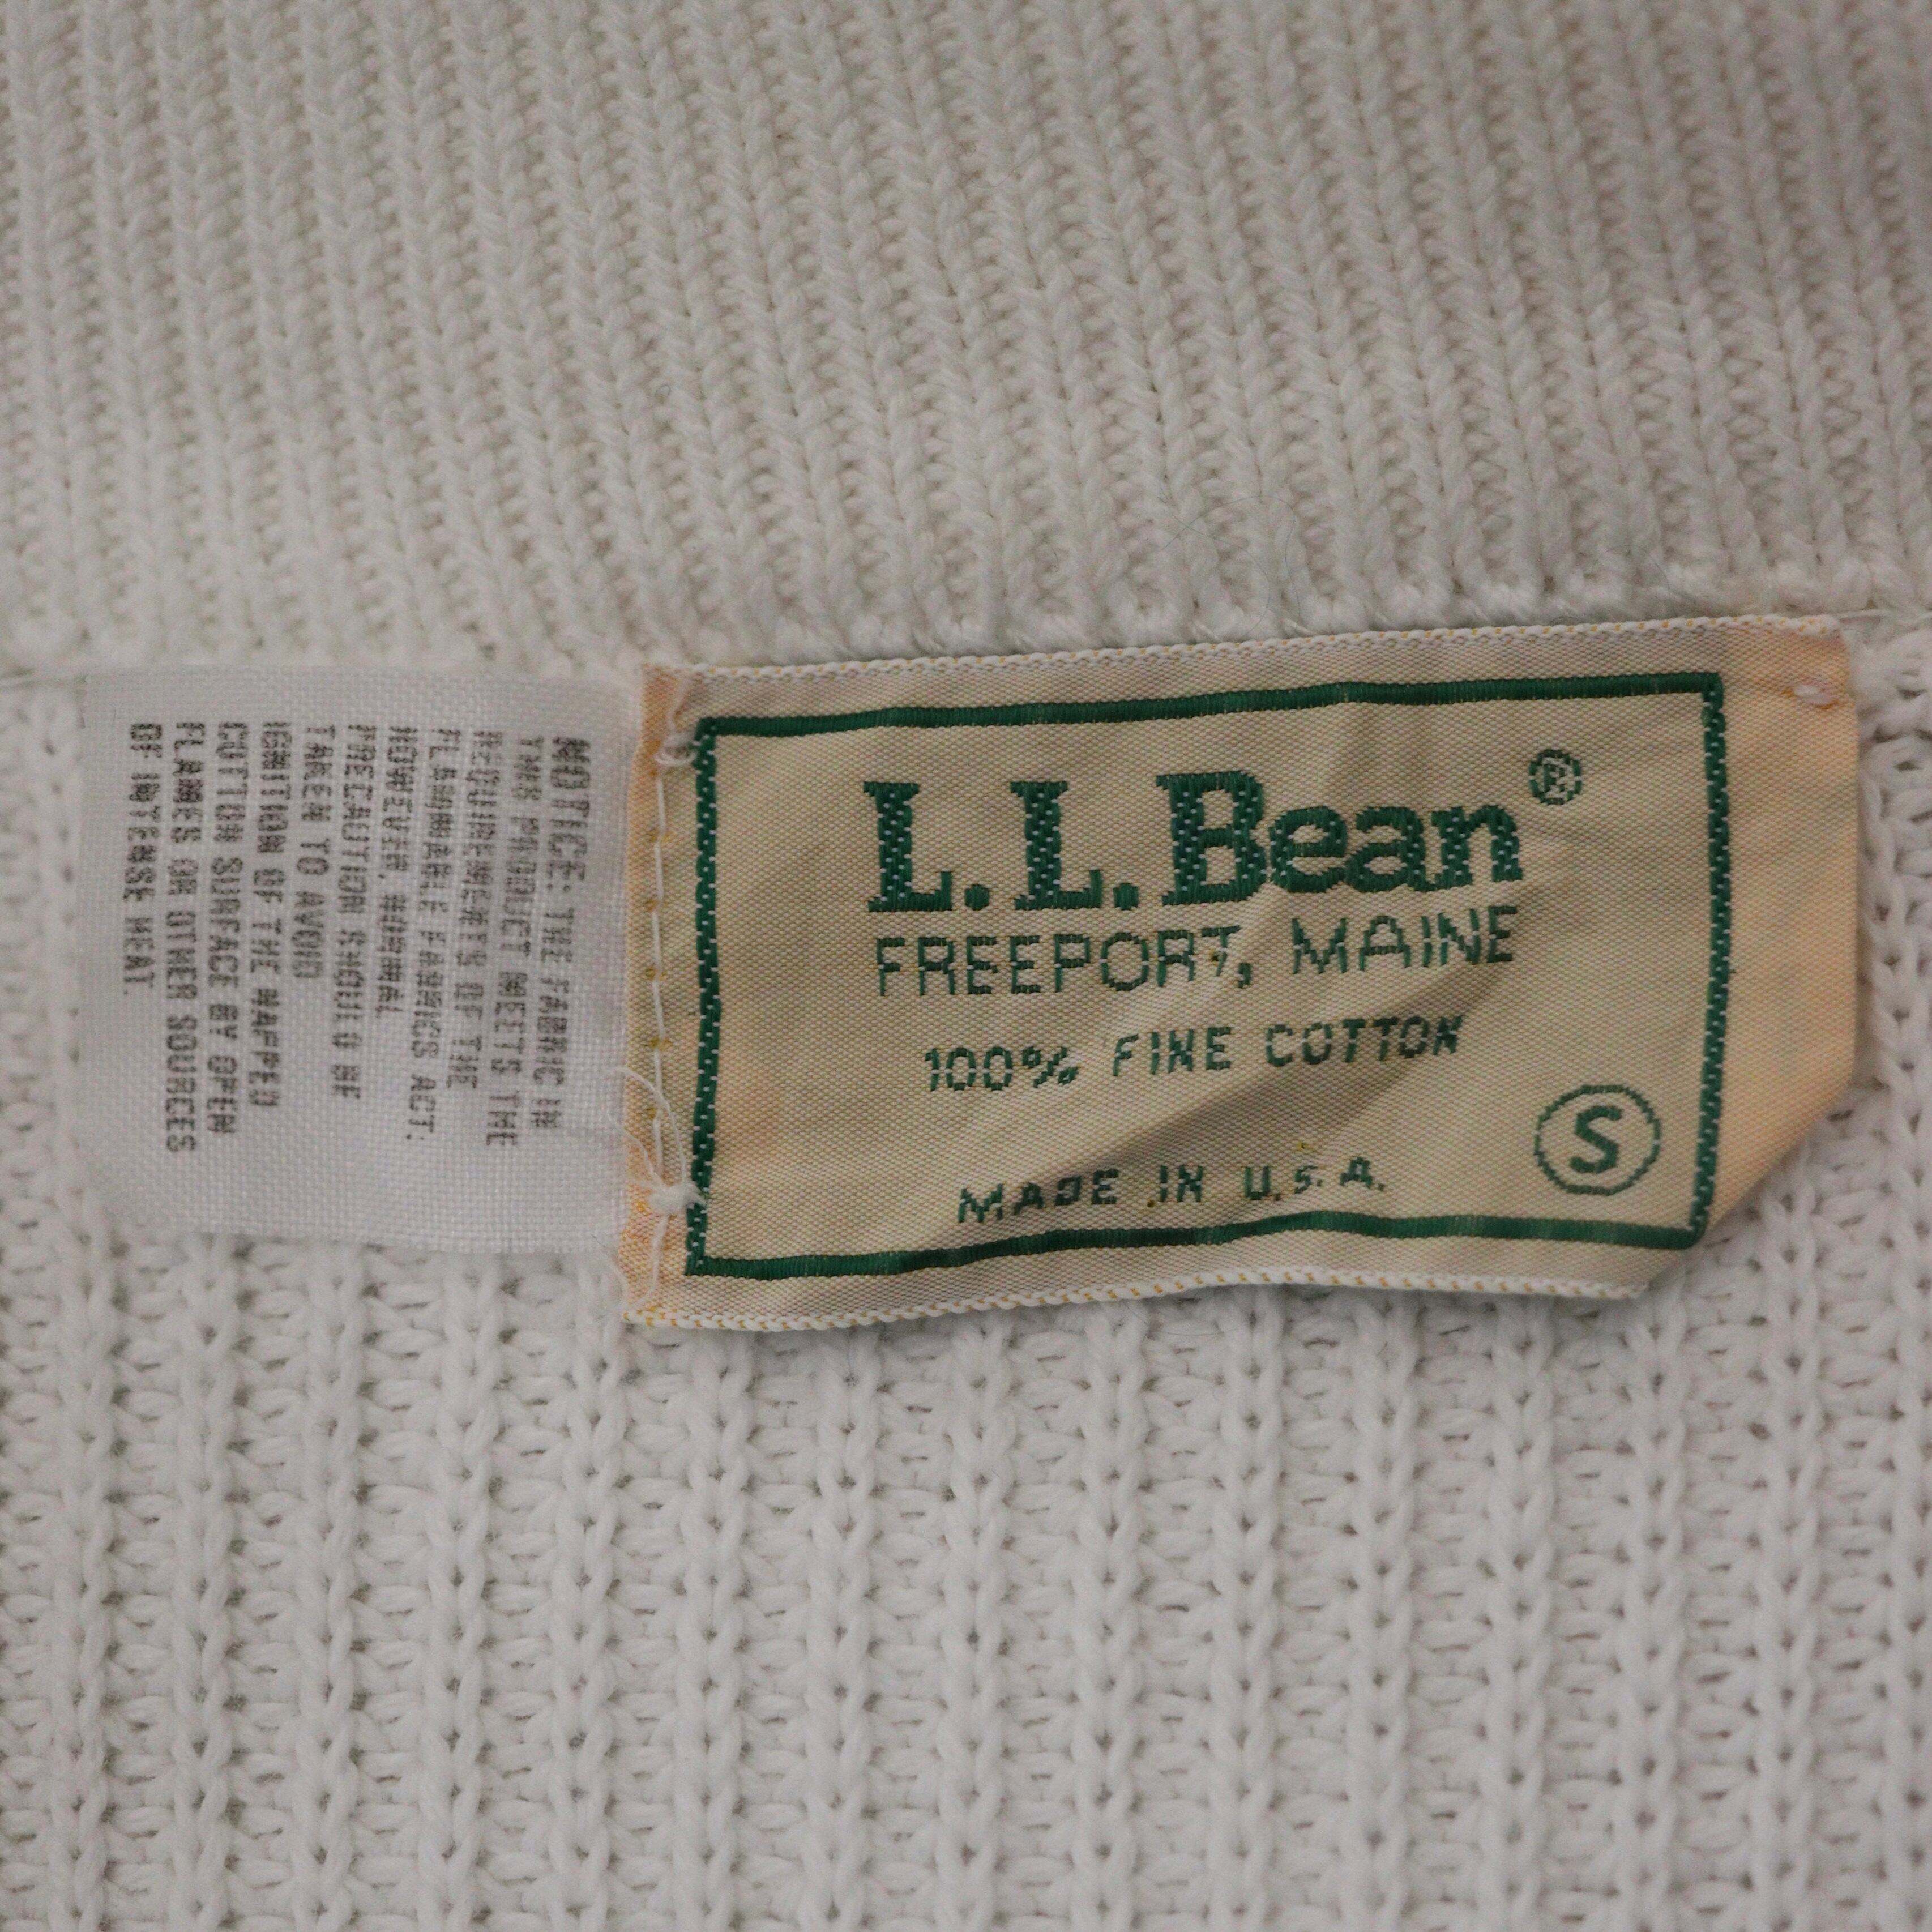 NOTICE: THE FABRIC IN
THIS PRODUCT MEETS THE
REQUIREMENTS OF THE
FLAMMABLE FABRICS ACT.
HOWEVER, NORMAL
PRECAUTION SHOULD BE
TAKEN TO AVOID
IGNITION OF THE NAPPED
COTTON SURFACE BY OPEN
FLAMES OR OTHER SOURCES
OF INTENSE HEAT.
L.L.Bean®
FREEPORT, MAINE
100% FINE COTTON
S
MADE IN U.S.A.